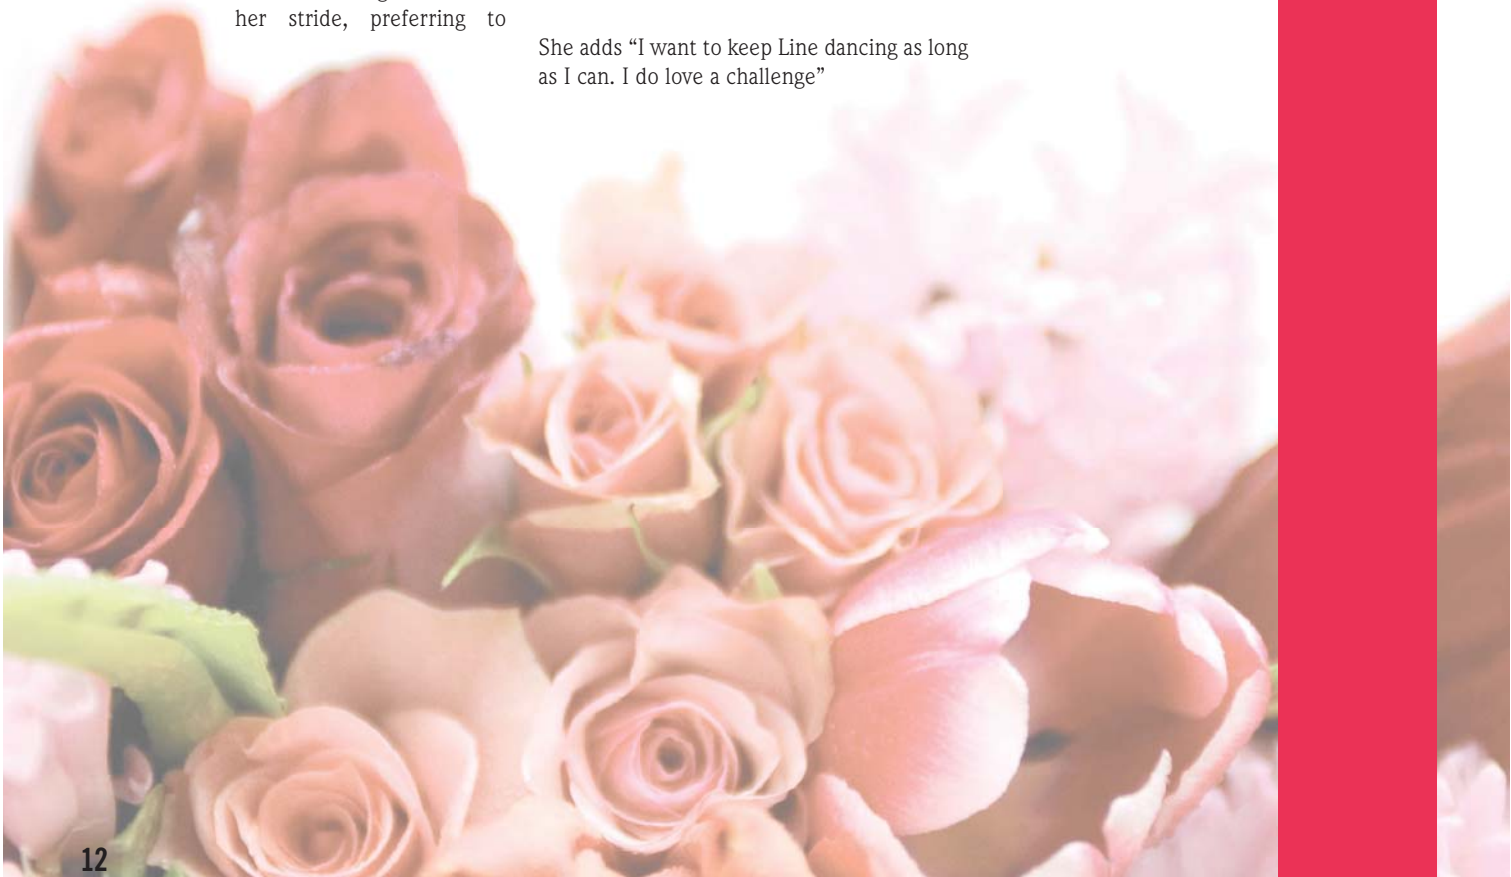 her stride, preferring to
She adds “I want to keep Line dancing as long
as I can. I do love a challenge”
12